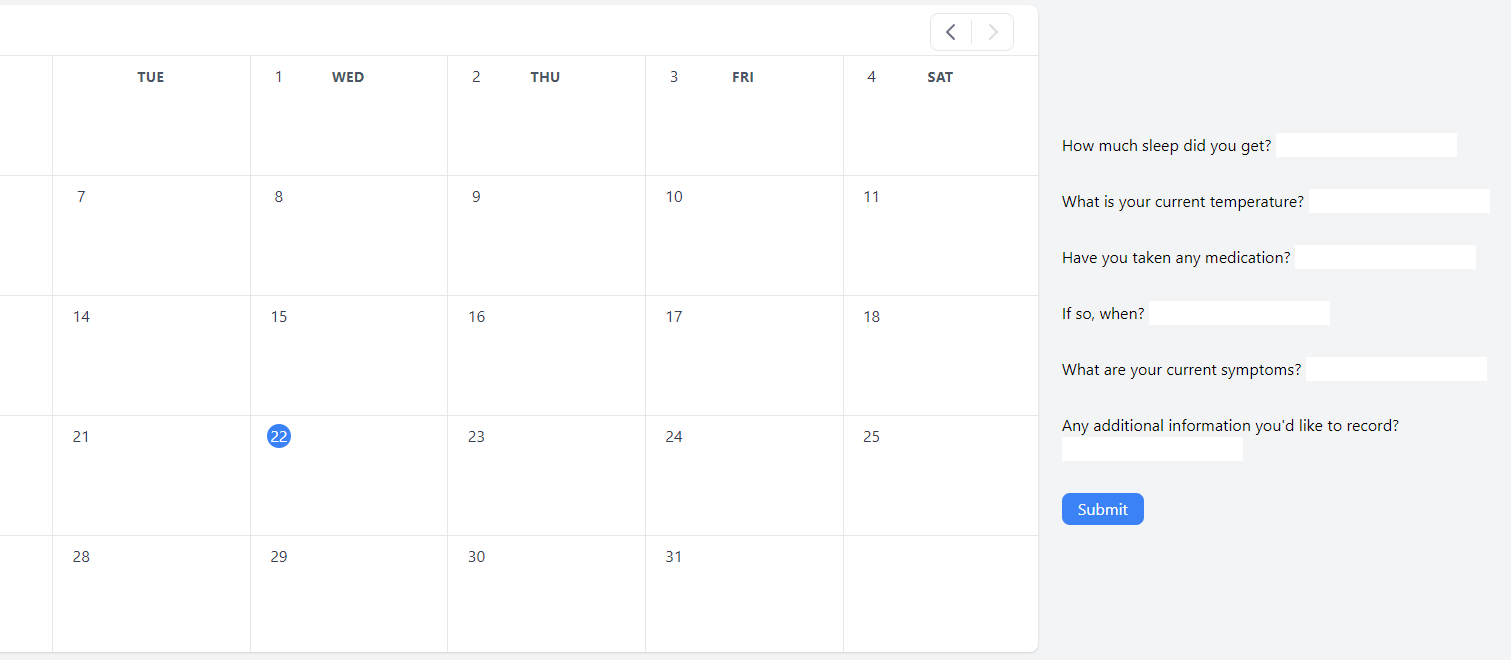 TUE 1 WED 2 THU 3 FRI 4 SAT
How much sleep did you get?
7 8 9 10 11
What is your current temperature?
Have you taken any medication?
If so, when?
14 15 16 17 18
What are your current symptoms?
Any additional information you'd like to record?
21 22 23 24 25
Submit
28 29 30 31